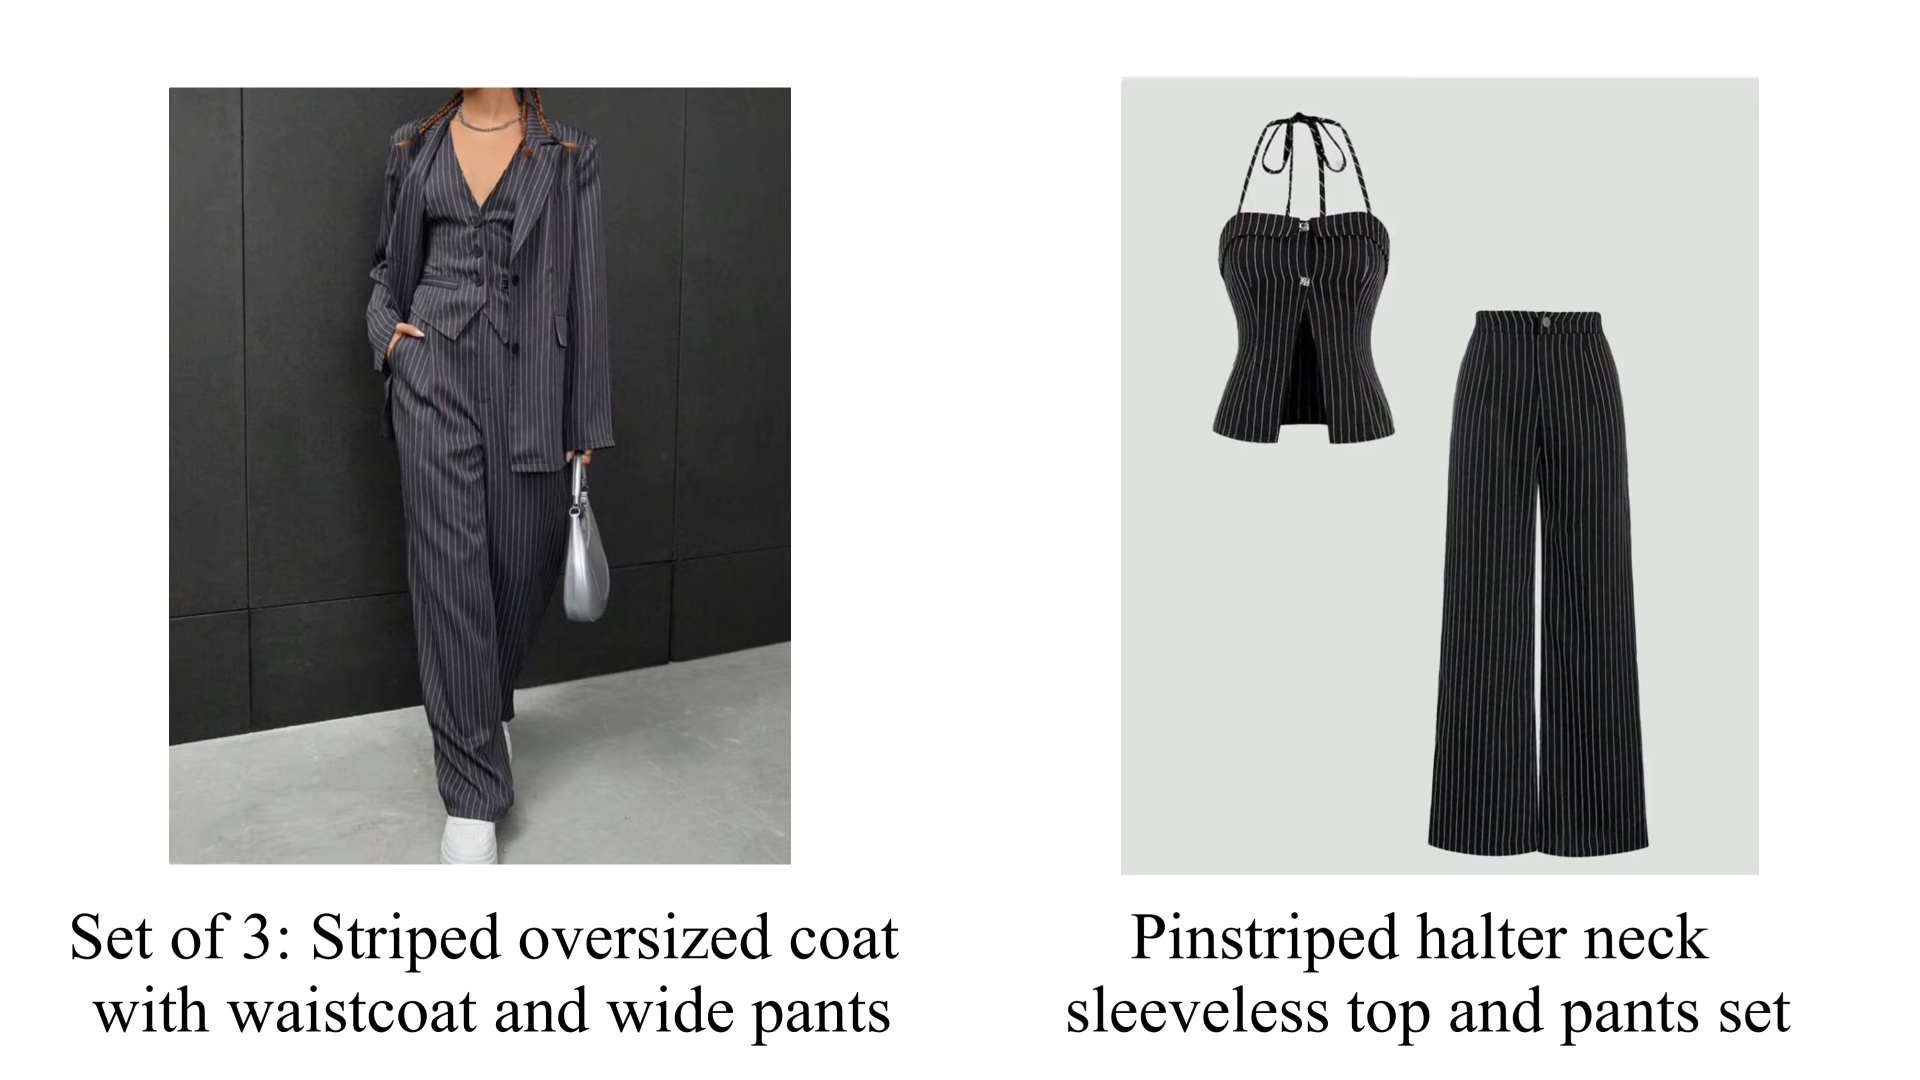 Set of 3: Striped oversized coat
with waistcoat and wide pants
Pinstriped halter neck
sleeveless top and pants set